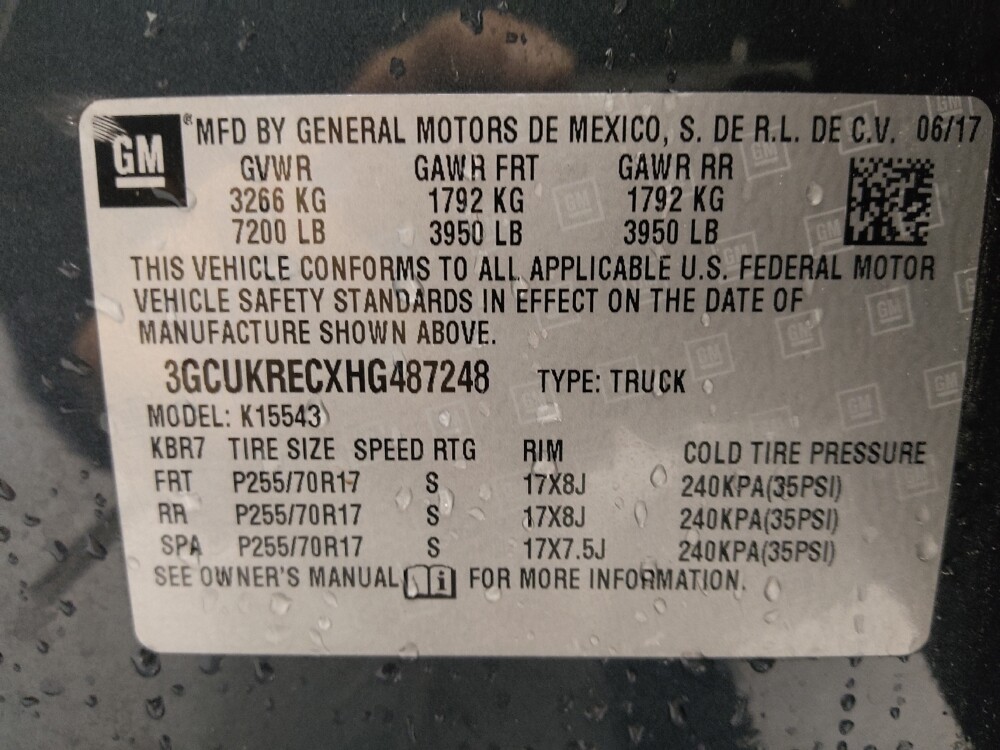 GM ® MFD BY GENERAL MOTORS DE MEXICO, S. DE R.L. DE C.V. 06/17
GVWR GAWR FRT GAWR RR
3266 KG 1792 KG 1792 KG
7200 LB 3950 LB 3950 LB
THIS VEHICLE CONFORMS TO ALL APPLICABLE U.S. FEDERAL MOTOR
VEHICLE SAFETY STANDARDS IN EFFECT ON THE DATE OF
MANUFACTURE SHOWN ABOVE.
3GCUKRECXHG487248 TYPE: TRUCK
MODEL: K15543
KBR7 TIRE SIZE SPEED RTG RIM COLD TIRE PRESSURE
FRT P255/70R17 S 17X8J 240KPA(35PSI)
RR P255/70R17 S 17X8J 240KPA(35PSI)
SPA P255/70R17 S 17X7.5J 240KPA(35PSI)
SEE OWNER'S MANUAL i FOR MORE INFORMATION.